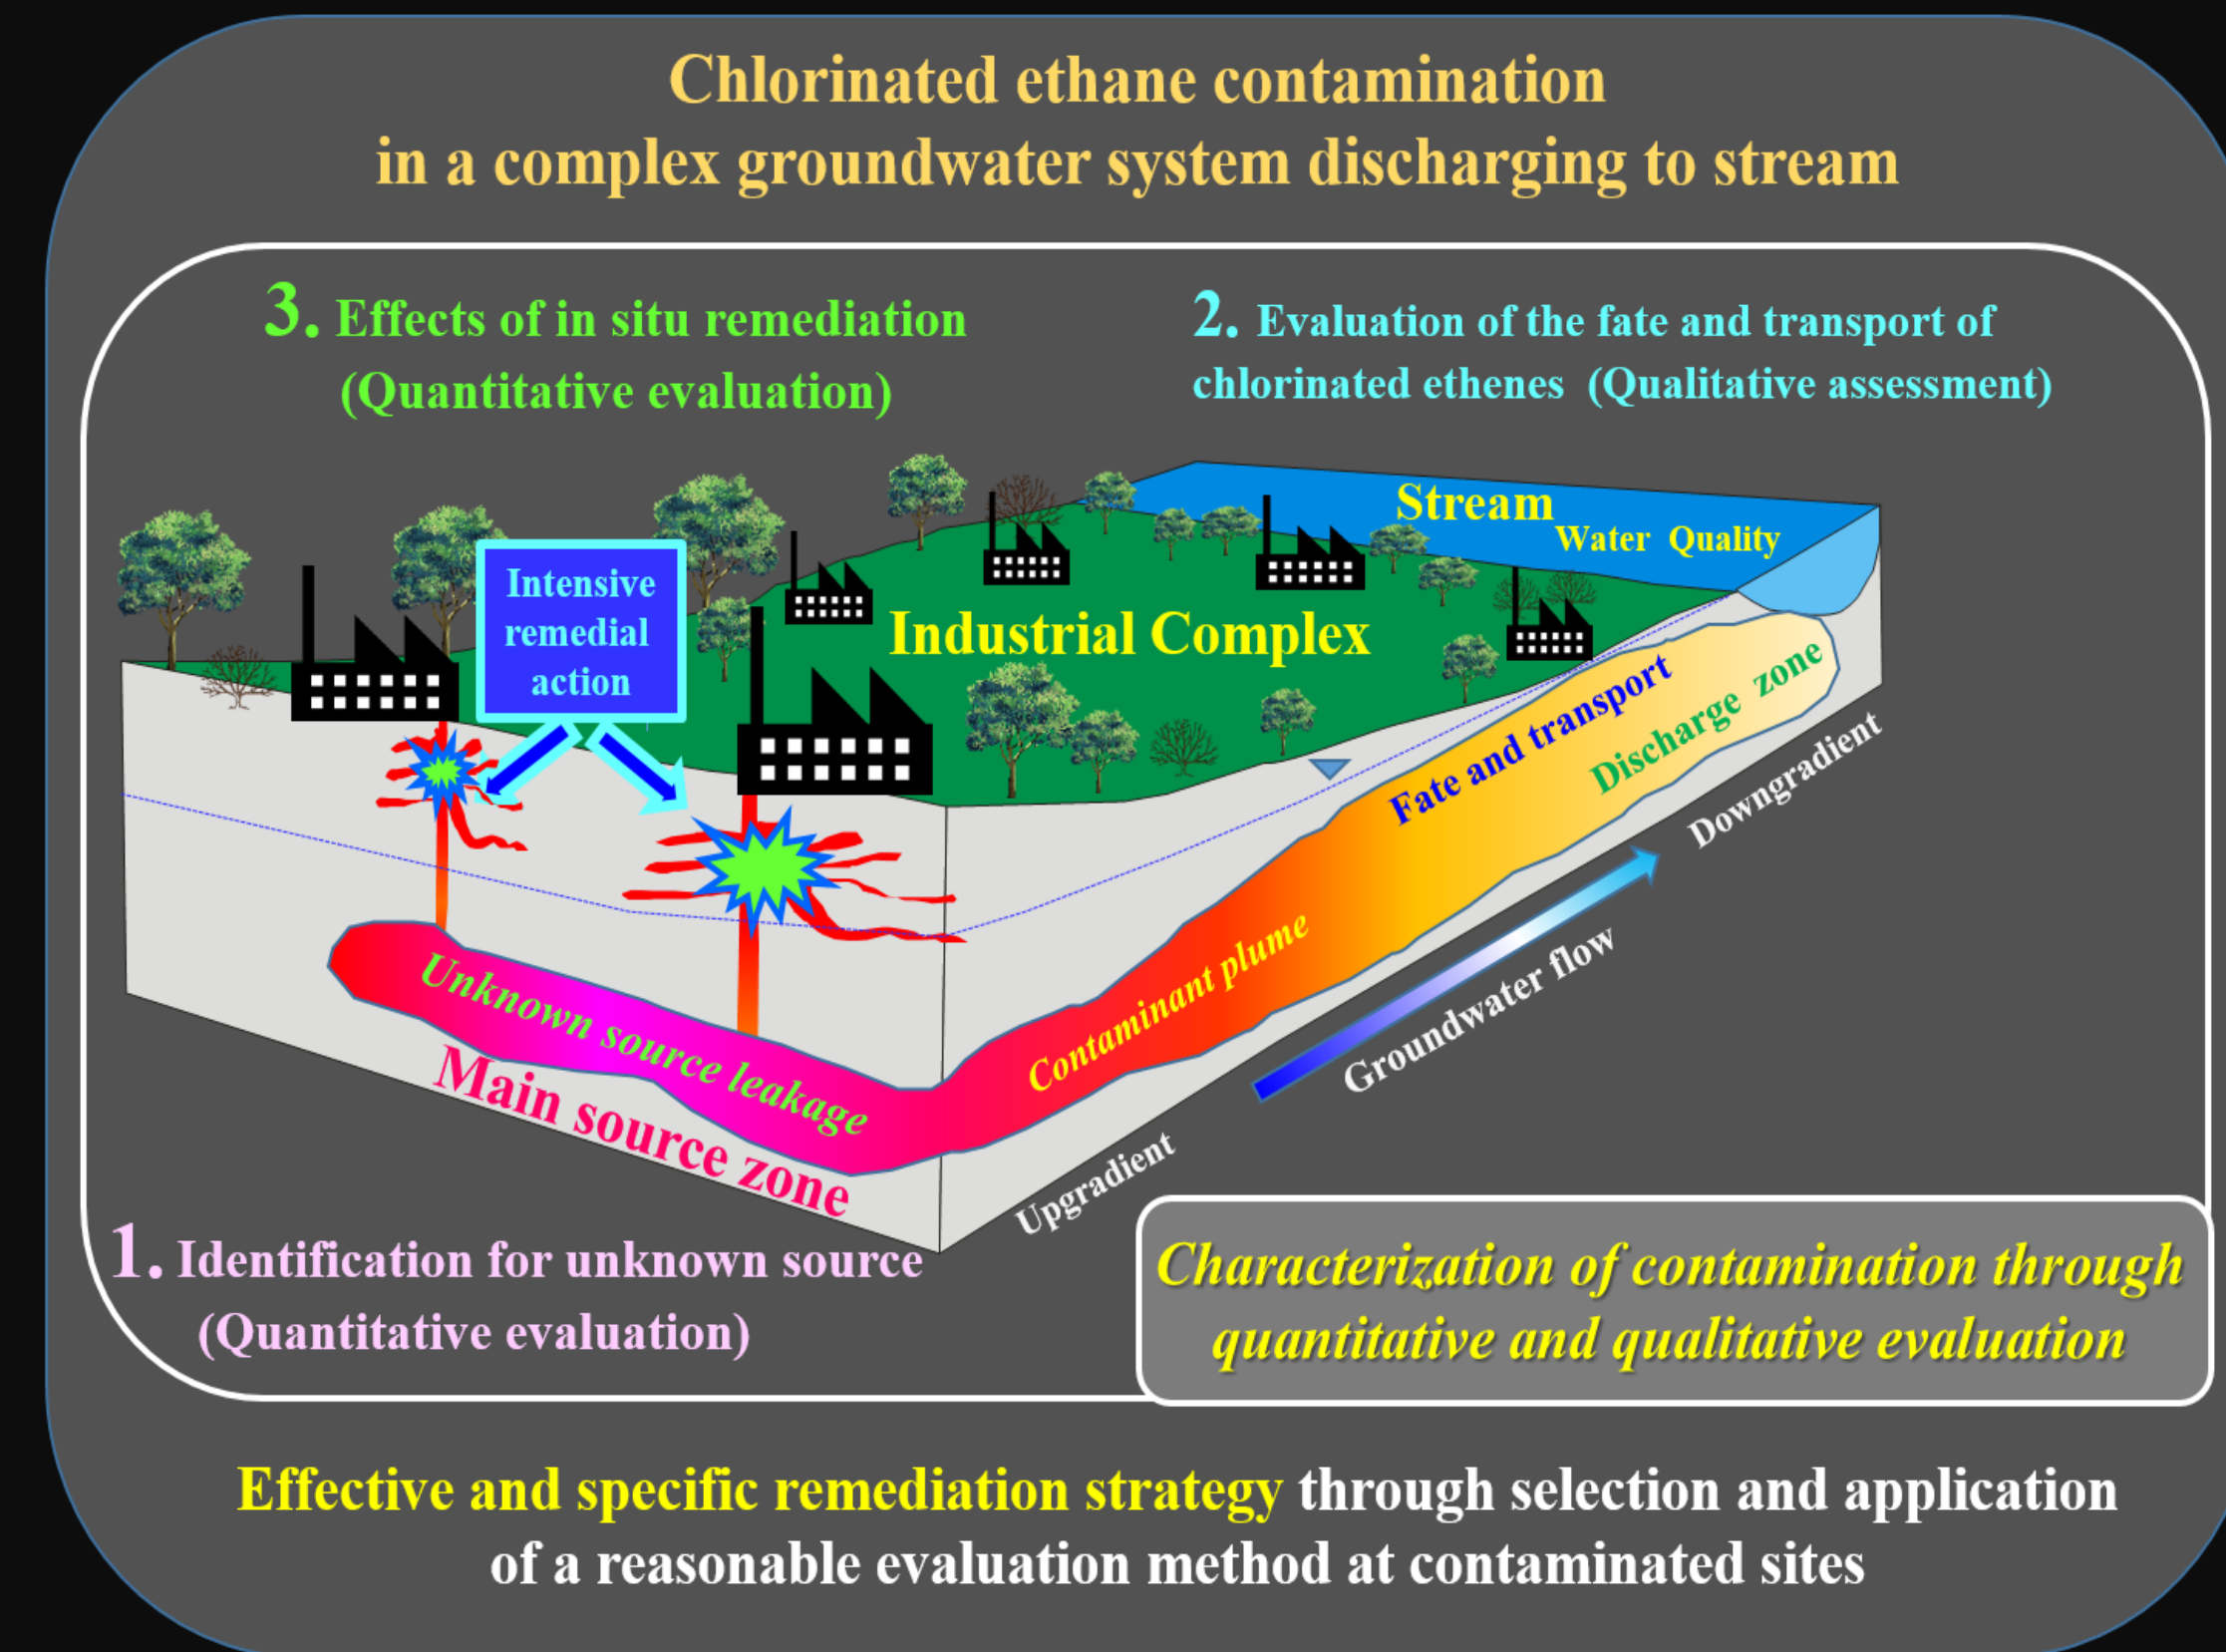 Chlorinated ethane contamination
in a complex groundwater system discharging to stream
3. Effects of in situ remediation
(Quantitative evaluation)
2. Evaluation of the fate and transport of
chlorinated ethenes (Qualitative assessment)
Stream
Water Quality
Intensive
remedial
action
Industrial Complex
Fate and transport
Discharge zone
Downgradient
Contaminant plume
Groundwater flow
Unknown source leakage
Main source zone
Upgradient
1. Identification for unknown source
(Quantitative evaluation)
Characterization of contamination through
quantitative and qualitative evaluation
Effective and specific remediation strategy through selection and application
of a reasonable evaluation method at contaminated sites